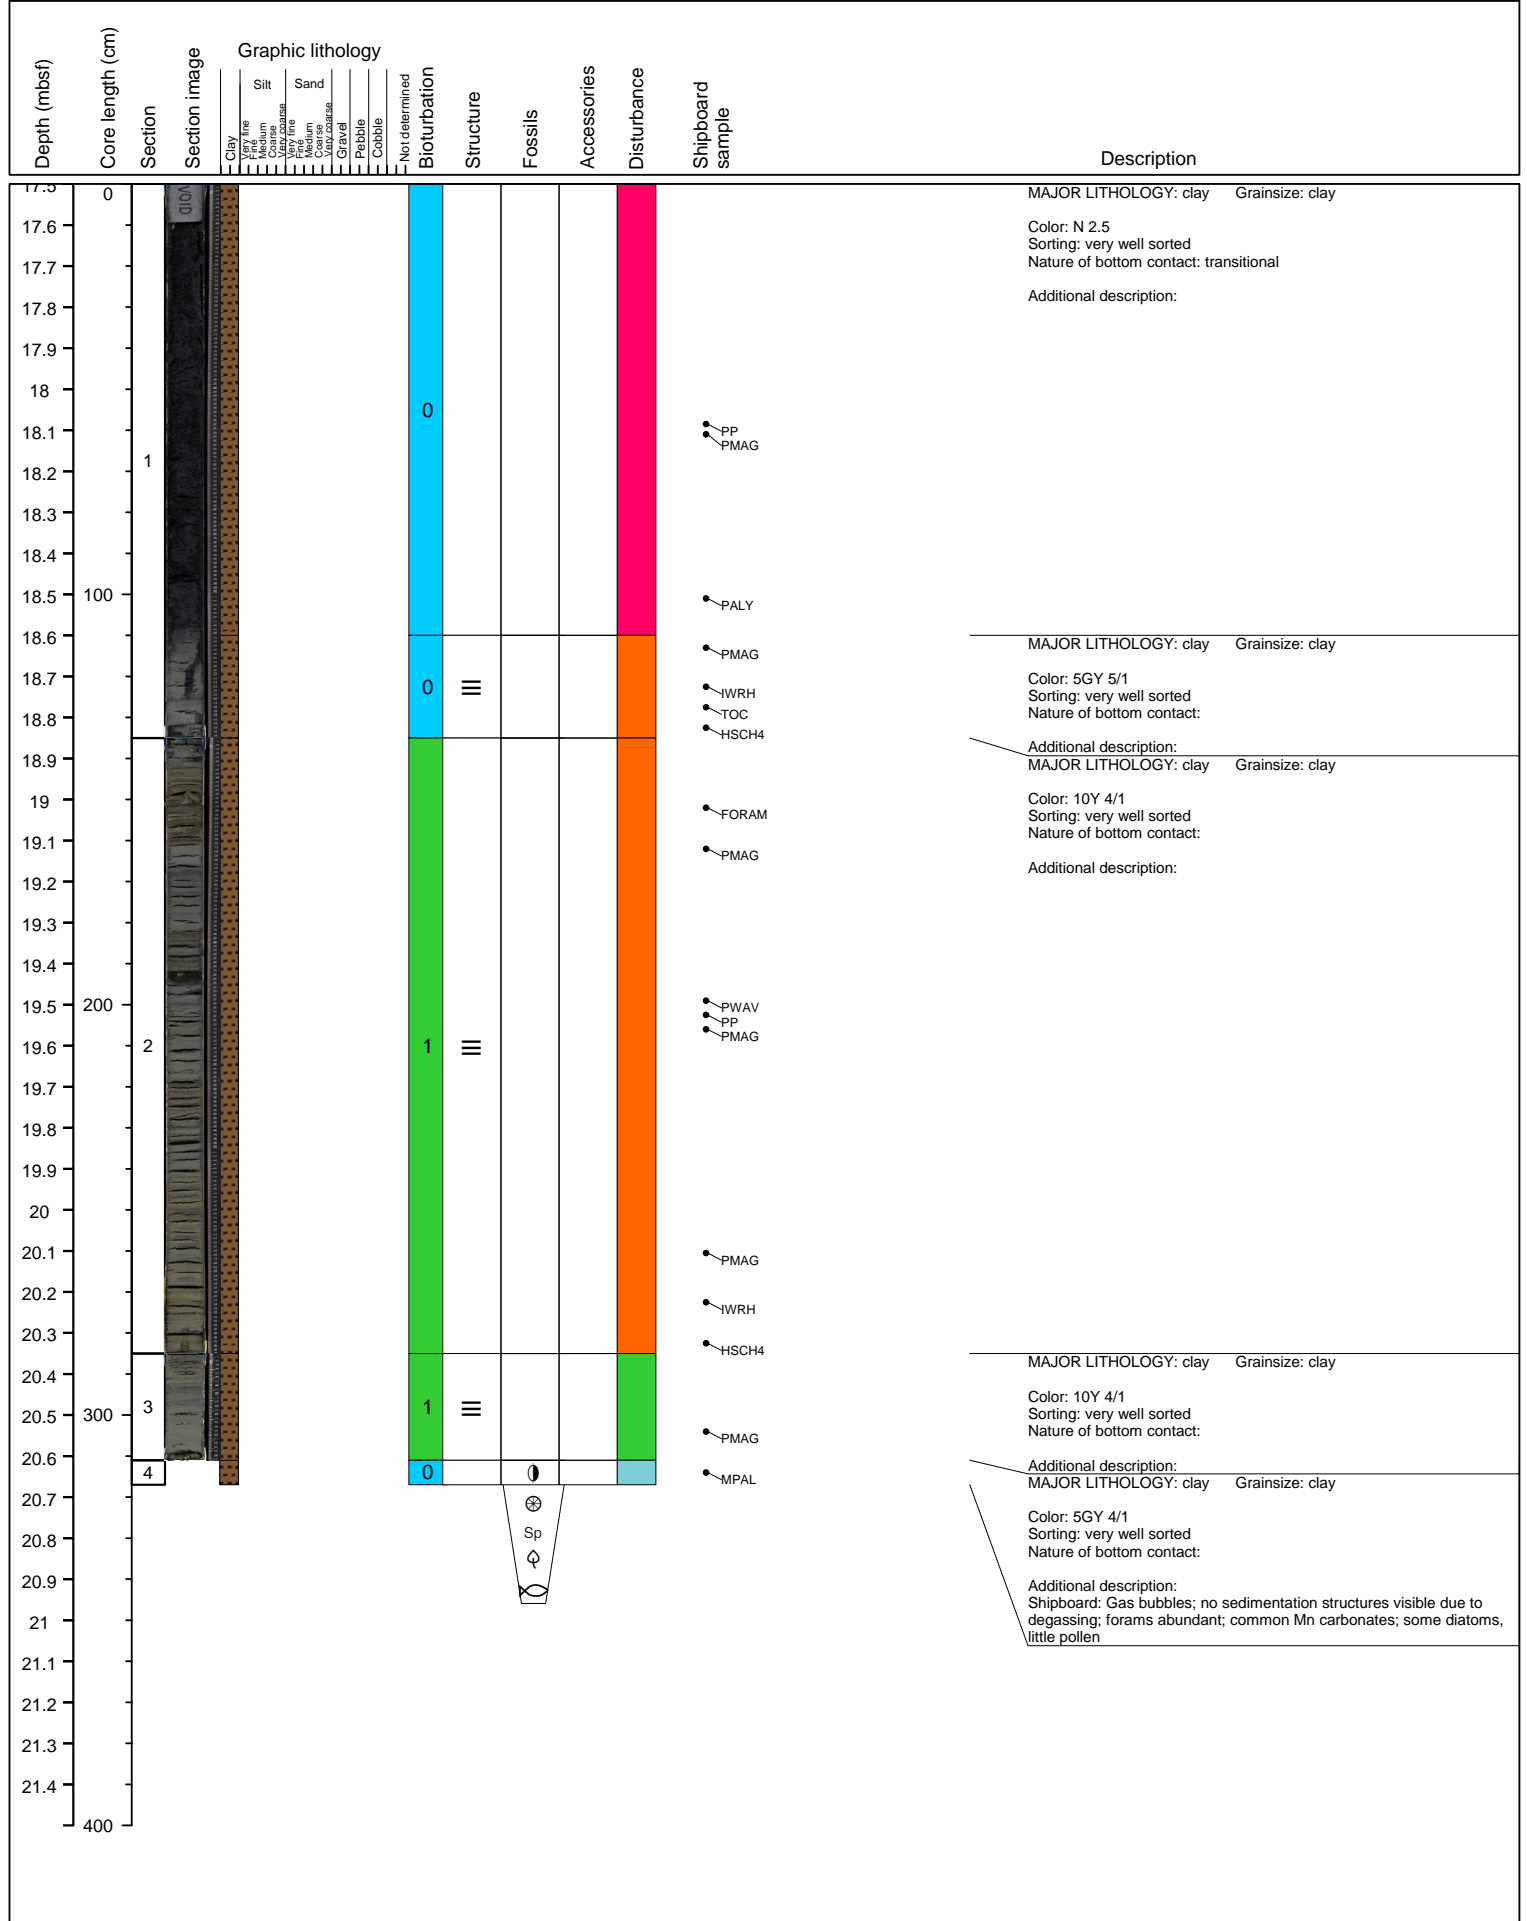 Depth (mbsf)
Core length (cm)
Section
Section image
Graphic lithology
Clay
Silt
Very fine
Fine
Medium
Coarse
Very coarse
Sand
Very fine
Fine
Medium
Coarse
Very coarse
Gravel
Pebble
Cobble
Not determined
Bioturbation
Structure
Fossils
Accessories
Disturbance
Shipboard
sample
Description
17.5
17.6
17.7
17.8
17.9
18
18.1
18.2
18.3
18.4
18.5
18.6
18.7
18.8
18.9
19
19.1
19.2
19.3
19.4
19.5
19.6
19.7
19.8
19.9
20
20.1
20.2
20.3
20.4
20.5
20.6
20.7
20.8
20.9
21
21.1
21.2
21.3
21.4
0
100
200
300
400
1
2
3
4
VOID
0
0
1
1
0
Sp
PP
PMAG
PALY
PMAG
IWRH
TOC
HSCH4
FORAM
PMAG
PWAV
PP
PMAG
PMAG
IWRH
HSCH4
PMAG
MPAL
MAJOR LITHOLOGY: clay Grainsize: clay
Color: N 2.5
Sorting: very well sorted
Nature of bottom contact: transitional
Additional description:
MAJOR LITHOLOGY: clay Grainsize: clay
Color: 5GY 5/1
Sorting: very well sorted
Nature of bottom contact:
Additional description:
MAJOR LITHOLOGY: clay Grainsize: clay
Color: 10Y 4/1
Sorting: very well sorted
Nature of bottom contact:
Additional description:
MAJOR LITHOLOGY: clay Grainsize: clay
Color: 10Y 4/1
Sorting: very well sorted
Nature of bottom contact:
Additional description:
MAJOR LITHOLOGY: clay Grainsize: clay
Color: 5GY 4/1
Sorting: very well sorted
Nature of bottom contact:
Additional description:
Shipboard: Gas bubbles; no sedimentation structures visible due to
degassing; forams abundant; common Mn carbonates; some diatoms,
little pollen